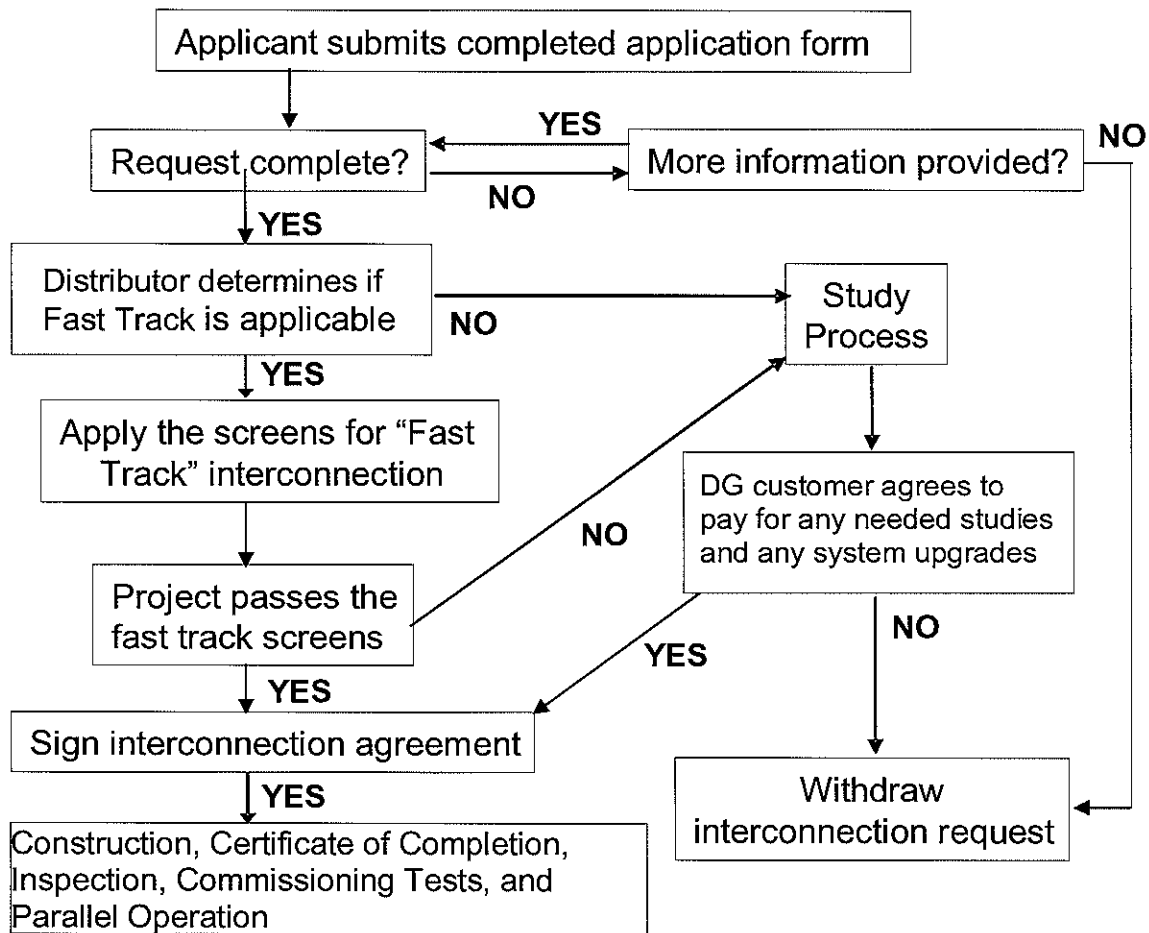 Applicant submits completed application form
YES
NO
Request complete?
More information provided?
NO
YES
Distributor determines if
Fast Track is applicable
NO
Study
Process
YES
Apply the screens for “Fast
Track” interconnection
DG customer agrees to
pay for any needed studies
and any system upgrades
NO
Project passes the
fast track screens
NO
YES
YES
Sign interconnection agreement
YES
Withdraw
interconnection request
Construction, Certificate of Completion,
Inspection, Commissioning Tests, and
Parallel Operation